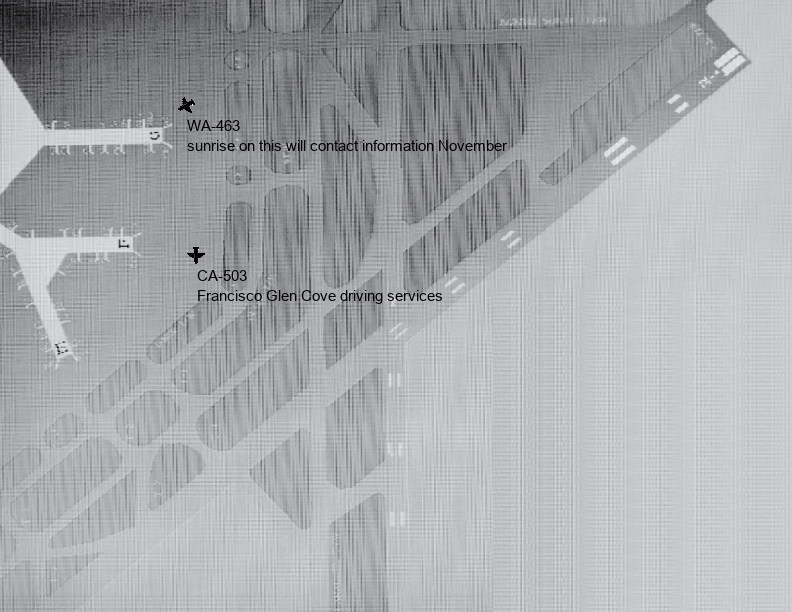 WA-463
sunrise on this will contact information November
CA-503
Francisco Glen Cove driving services